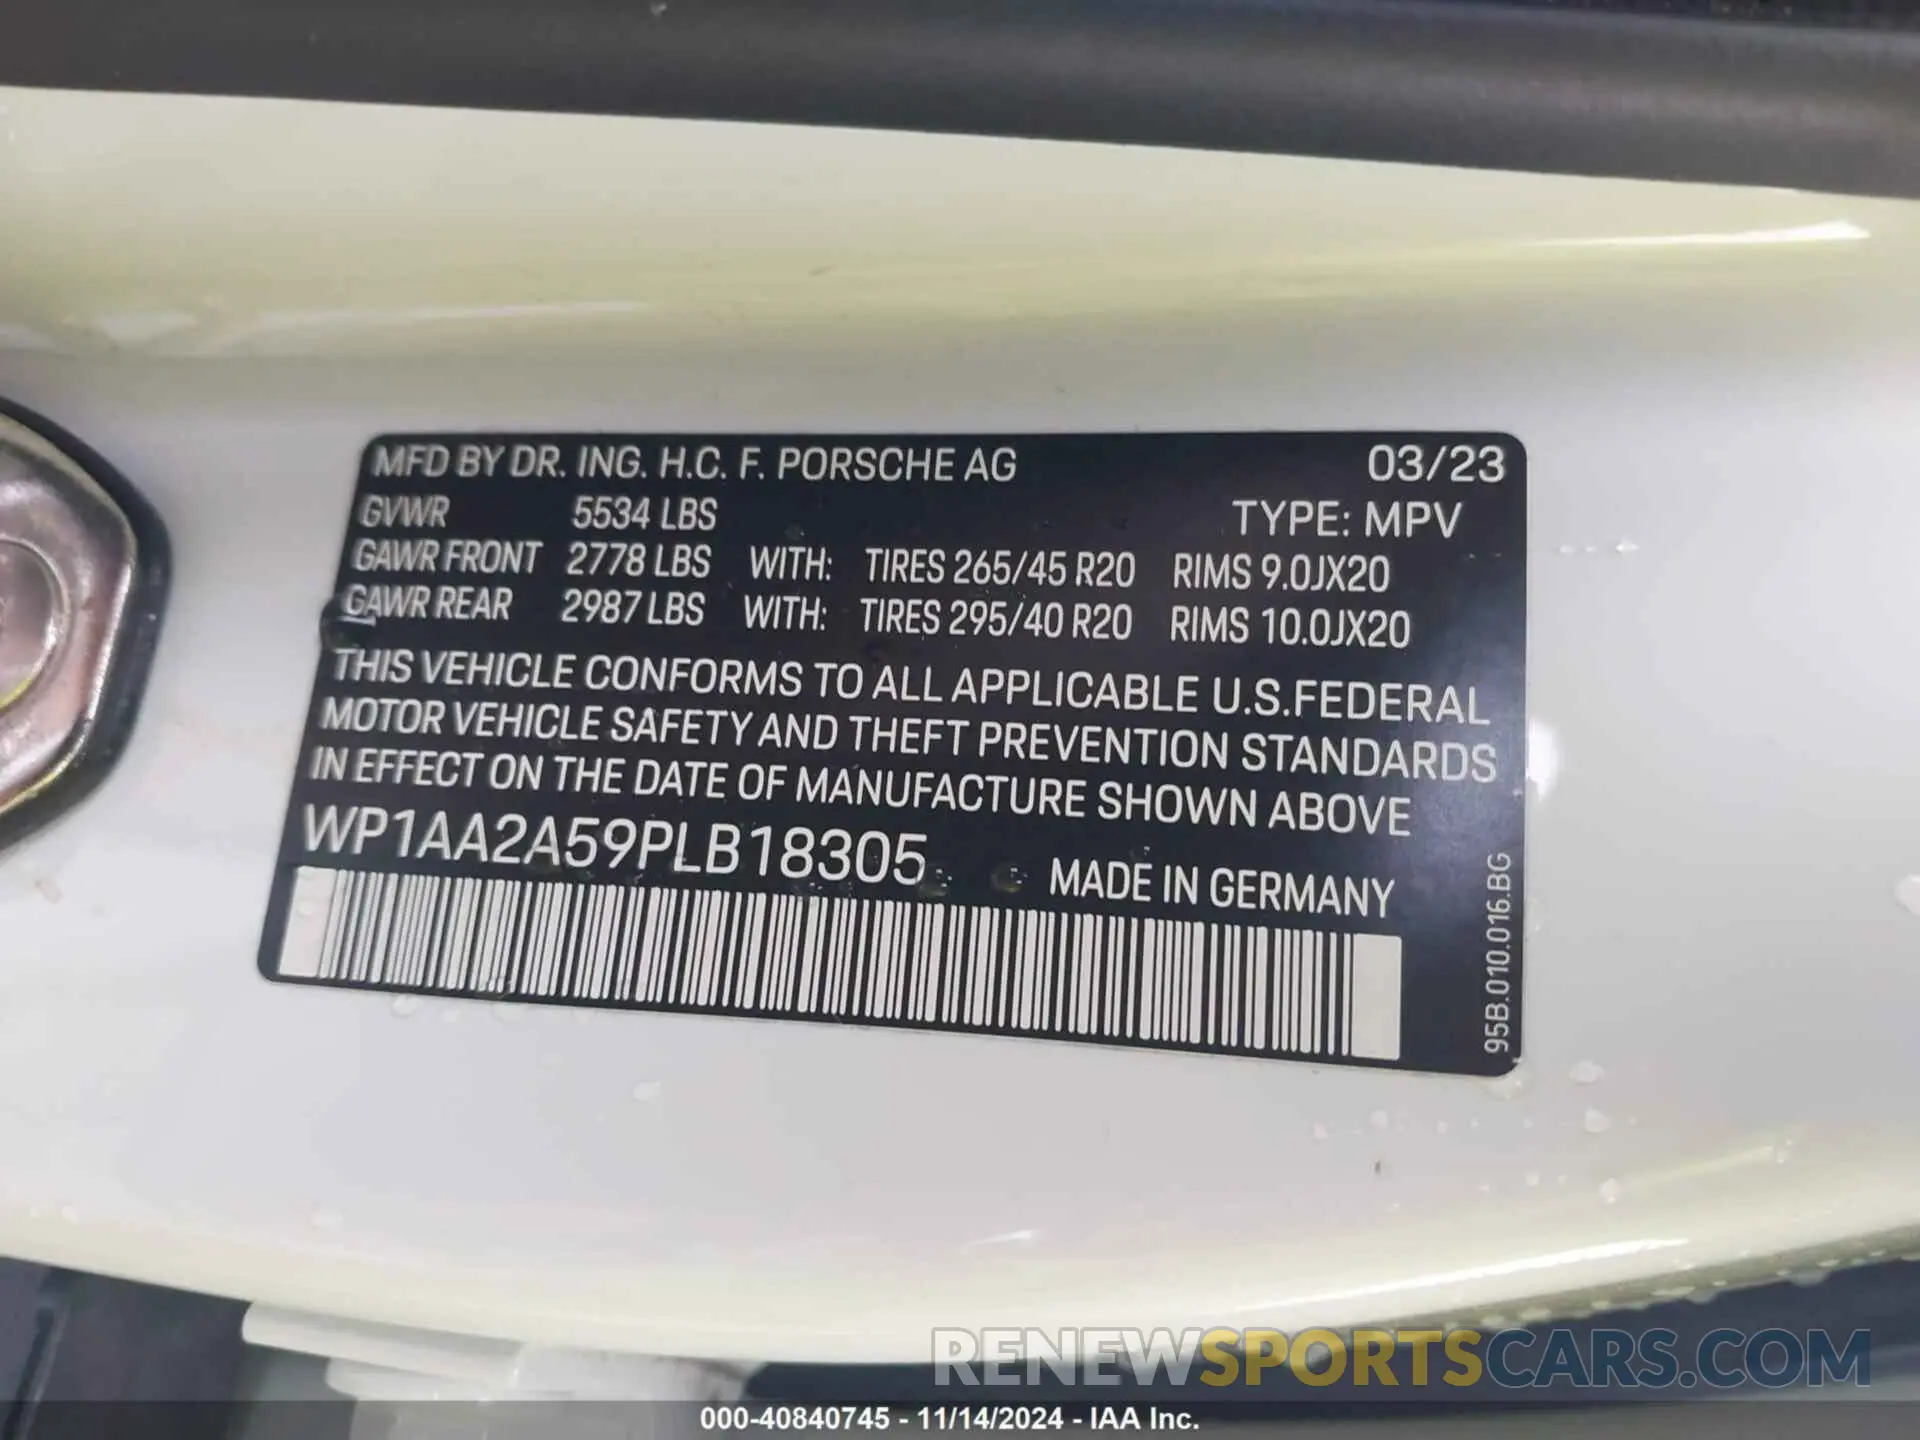 MFD BY DR. ING. H.C. F. PORSCHE AG 03/23
GVWR 5534 LBS TYPE: MPV
GAWR FRONT 2778 LBS WITH: TIRES 265/45 R20 RIMS 9.0JX20
GAWR REAR 2987 LBS WITH: TIRES 295/40 R20 RIMS 10.0JX20
THIS VEHICLE CONFORMS TO ALL APPLICABLE U.S.FEDERAL
MOTOR VEHICLE SAFETY AND THEFT PREVENTION STANDARDS
IN EFFECT ON THE DATE OF MANUFACTURE SHOWN ABOVE
WP1AA2A59PLB18305
MADE IN GERMANY
95B.010.016.BG
RENEWSPORTSCARS.COM
000-40840745 - 11/14/2024 - IAA Inc.